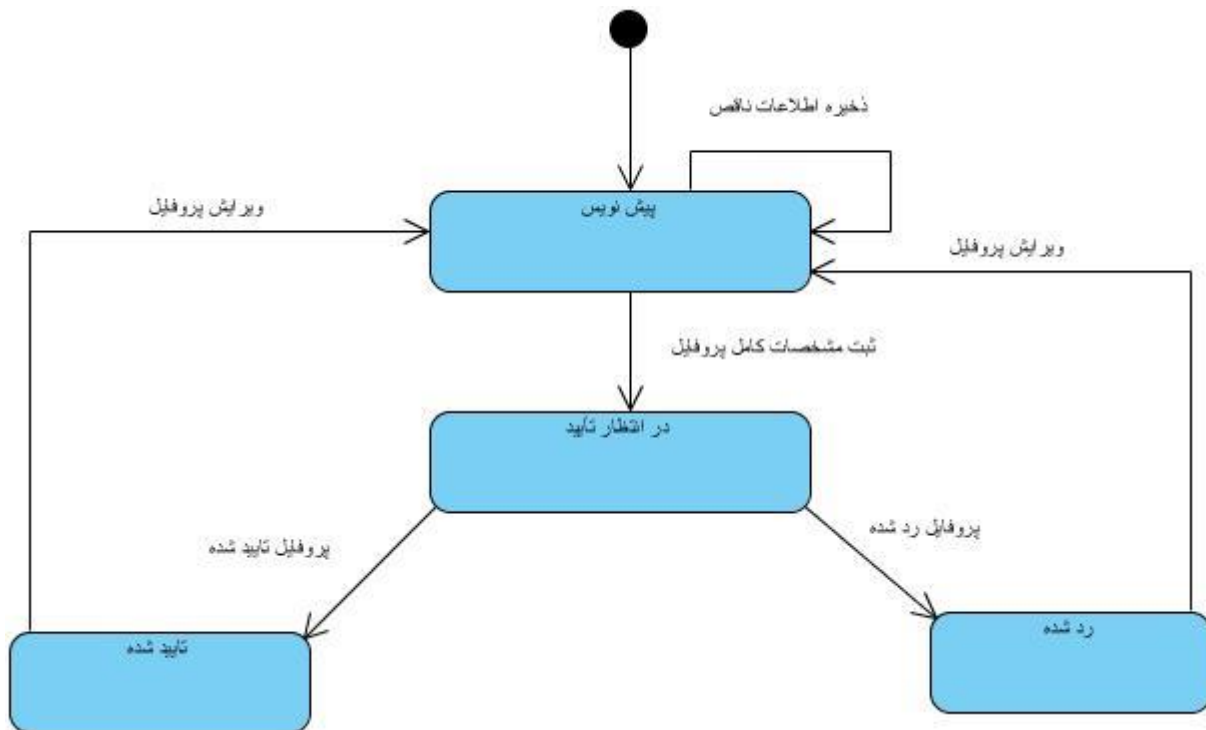 ذخیره اطلاعات ناقص
پیش نویس
ویرایش پروفایل
ویرایش پروفایل
ثبت مشخصات کامل پروفایل
در انتظار تأیید
پروفایل رد شده
پروفایل تایید شده
رد شده
تایید شده